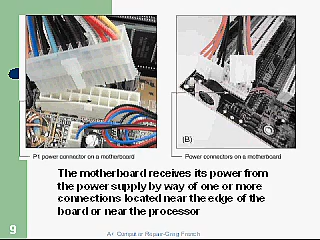 (B)
P1 power connector on a motherboard
Power connectors on a motherboard
The motherboard receives its power from
the power supply by way of one or more
connections located near the edge of the
board or near the processor
9
A+ Computer Repair-Greg French